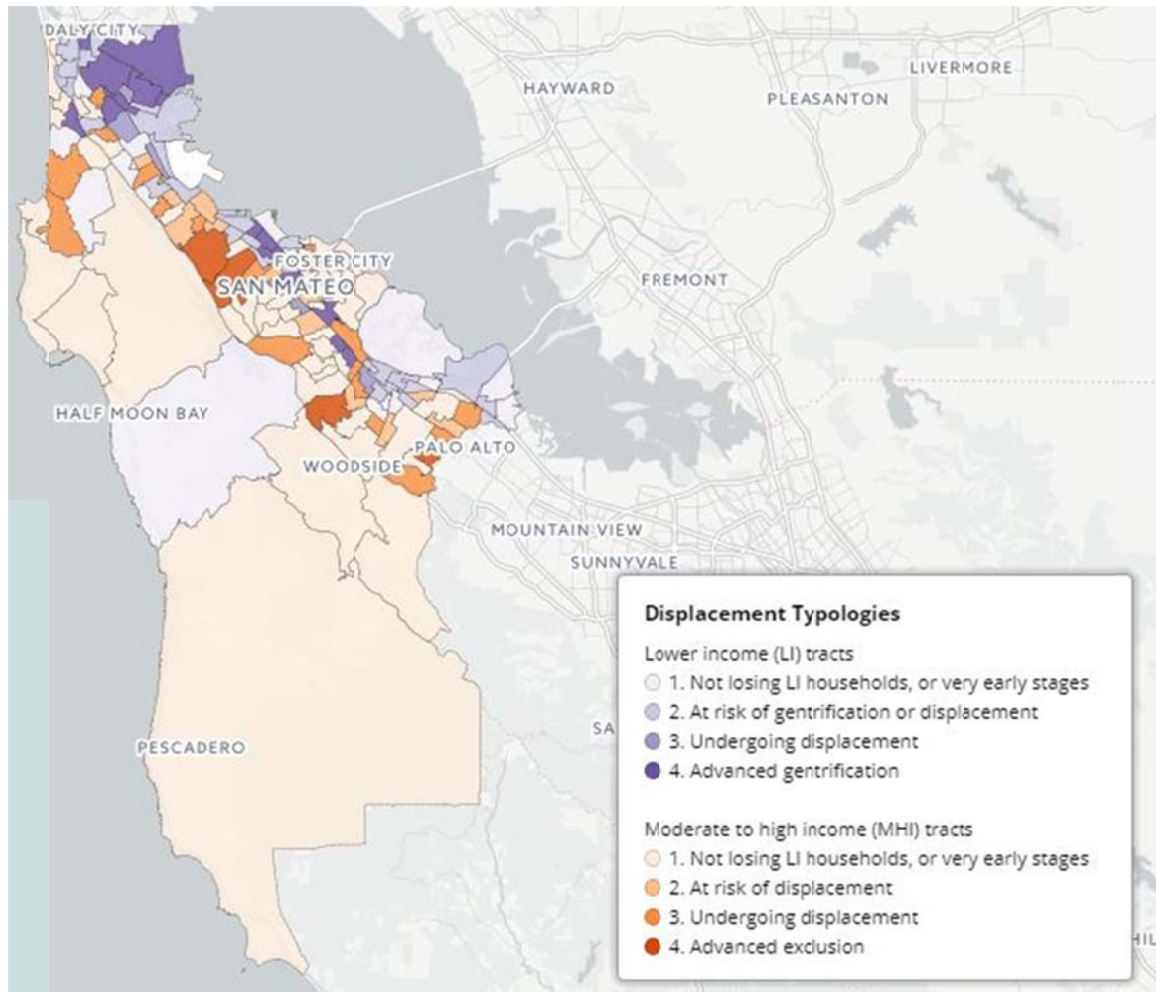 DALY CITY
LIVERMORE
HAYWARD
PLEASANTON
FOSTER CITY
SAN MATEO
FREMONT
HALF MOON BAY
PALO ALTO
WOODSIDE
MOUNTAIN VIEW
SUNNYVALE
PESCADERO
SA
Displacement Typologies
Lower income (LI) tracts
1. Not losing LI households, or very early stages
2. At risk of gentrification or displacement
3. Undergoing displacement
4. Advanced gentrification
Moderate to high income (MHI) tracts
1. Not losing LI households, or very early stages
2. At risk of displacement
3. Undergoing displacement
4. Advanced exclusion
HIL